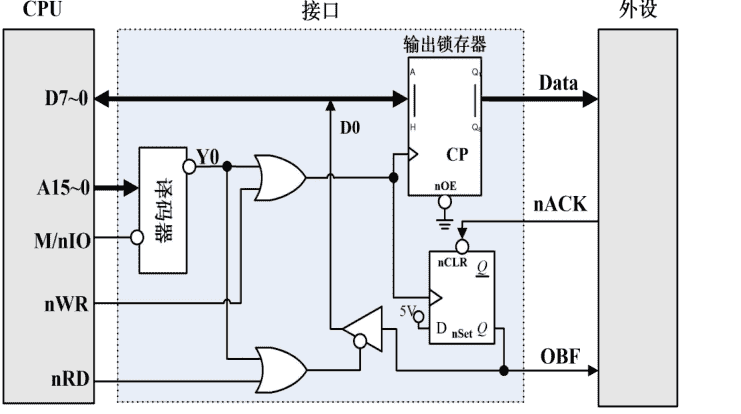 CPU
接口
外设
输出锁存器
D7~0
A
Q
Data
D0
H
Q
CP
Y0
nOE
A15~0
译码器
nACK
M/nIO
nCLR
Q
nWR
5V
D
nSet
Q
OBF
nRD